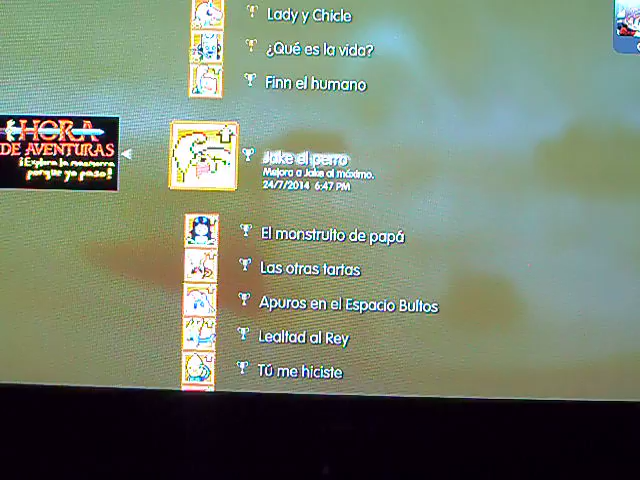 Lady y Chicle
¿Qué es la vida?
Finn el humano
HORA
DE AVENTURAS
¡Explora la mazmorra
porque yo paso!
Jake el perro
Mejora a Jake al máximo.
24/7/2014 6:47 PM
El monstruito de papá
Las otras tartas
Apuros en el Espacio Bultos
Lealtad al Rey
Tú me hiciste